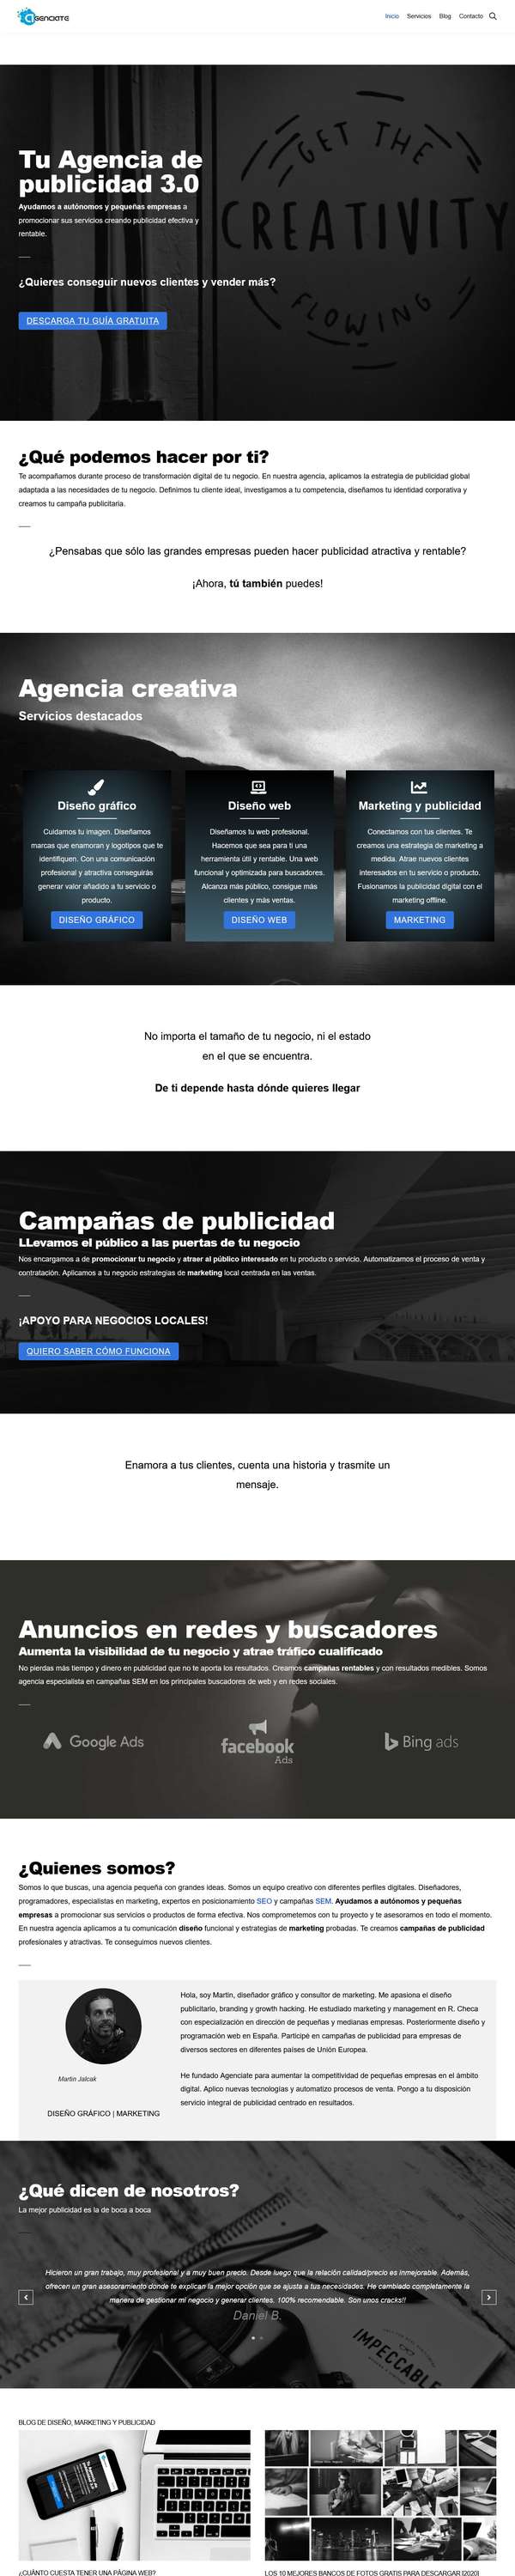 AGENCIATE
Inicio Servicios Blog Contacto
GET THE
CREATIVITY
FLOWING
Tu Agencia de
publicidad 3.0
Ayudamos a autónomos y pequeñas empresas a
promocionar sus servicios creando publicidad efectiva y
rentable.
¿Quieres conseguir nuevos clientes y vender más?
DESCARGA TU GUÍA GRATUITA
¿Qué podemos hacer por ti?
Te acompañamos durante proceso de transformación digital de tu negocio. En nuestra agencia, aplicamos la estrategia de publicidad global
adaptada a las necesidades de tu negocio. Definimos tu cliente ideal, investigamos a tu competencia, diseñamos tu identidad corporativa y
creamos tu campaña publicitaria.
¿Pensabas que sólo las grandes empresas pueden hacer publicidad atractiva y rentable?
¡Ahora, tú también puedes!
Agencia creativa
Servicios destacados
Diseño gráfico
Cuidamos tu imagen. Diseñamos
marcas que enamoran y logotipos que te
identifiquen. Con una comunicación
profesional y atractiva conseguirás
generar valor añadido a tu servicio o
producto.
DISEÑO GRÁFICO
Diseño web
Diseñamos tu web profesional.
Hacemos que sea para ti una
herramienta útil y rentable. Una web
funcional y optimizada para buscadores.
Alcanza más público, consigue más
clientes y más ventas.
DISEÑO WEB
Marketing y publicidad
Conectamos con tus clientes. Te
creamos una estrategia de marketing a
medida. Atrae nuevos clientes
interesados en tu servicio o producto.
Fusionamos la publicidad digital con el
marketing offline.
MARKETING
No importa el tamaño de tu negocio, ni el estado
en el que se encuentra.
De ti depende hasta dónde quieres llegar
Campañas de publicidad
LLevamos el público a las puertas de tu negocio
Nos encargamos a de promocionar tu negocio y atraer al público interesado en tu producto o servicio. Automatizamos el proceso de venta y
contratación. Aplicamos a tu negocio estrategias de marketing local centrada en las ventas.
¡APOYO PARA NEGOCIOS LOCALES!
QUIERO SABER CÓMO FUNCIONA
Enamora a tus clientes, cuenta una historia y trasmite un
mensaje.
Anuncios en redes y buscadores
Aumenta la visibilidad de tu negocio y atrae tráfico cualificado
No pierdas más tiempo y dinero en publicidad que no te aporta los resultados. Creamos campañas rentables y con resultados medibles. Somos
agencia especialista en campañas SEM en los principales buscadores de web y en redes sociales.
Google Ads
facebook
Ads
Bing ads
¿Quienes somos?
Somos lo que buscas, una agencia pequeña con grandes ideas. Somos un equipo creativo con diferentes perfiles digitales. Diseñadores,
programadores, especialistas en marketing, expertos en posicionamiento SEO y campañas SEM. Ayudamos a autónomos y pequeñas
empresas a promocionar sus servicios o productos de forma efectiva. Nos comprometemos con tu proyecto y te asesoramos en todo el momento.
En nuestra agencia aplicamos a tu comunicación diseño funcional y estrategias de marketing probadas. Te creamos campañas de publicidad
profesionales y atractivas. Te conseguimos nuevos clientes.
Martin Jalcak
DISEÑO GRÁFICO | MARKETING
Hola, soy Martin, diseñador gráfico y consultor de marketing. Me apasiona el diseño
publicitario, branding y growth hacking. He estudiado marketing y management en R. Checa
con especialización en dirección de pequeñas y medianas empresas. Posteriormente diseño y
programación web en España. Participé en campañas de publicidad para empresas de
diversos sectores en diferentes países de Unión Europea.
He fundado Agenciate para aumentar la competitividad de pequeñas empresas en el ámbito
digital. Aplico nuevas tecnologías y automatizo procesos de venta. Pongo a tu disposición
servicio integral de publicidad centrado en resultados.
¿Qué dicen de nosotros?
La mejor publicidad es la de boca a boca
Hicieron un gran trabajo, muy profesional y a muy buen precio. Desde luego que la relación calidad/precio es inmejorable. Además,
ofrecen un gran asesoramiento donde te explican la mejor opción que se ajusta a tus necesidades. He cambiado completamente la
manera de gestionar mi negocio y generar clientes. 100% recomendable. Son unos cracks!!
Daniel B.
IMPECCABLE
BLOG DE DISEÑO, MARKETING Y PUBLICIDAD
¿CUÁNTO CUESTA TENER UNA PÁGINA WEB?
LOS 10 MEJORES BANCOS DE FOTOS GRATIS PARA DESCARGAR [2020]